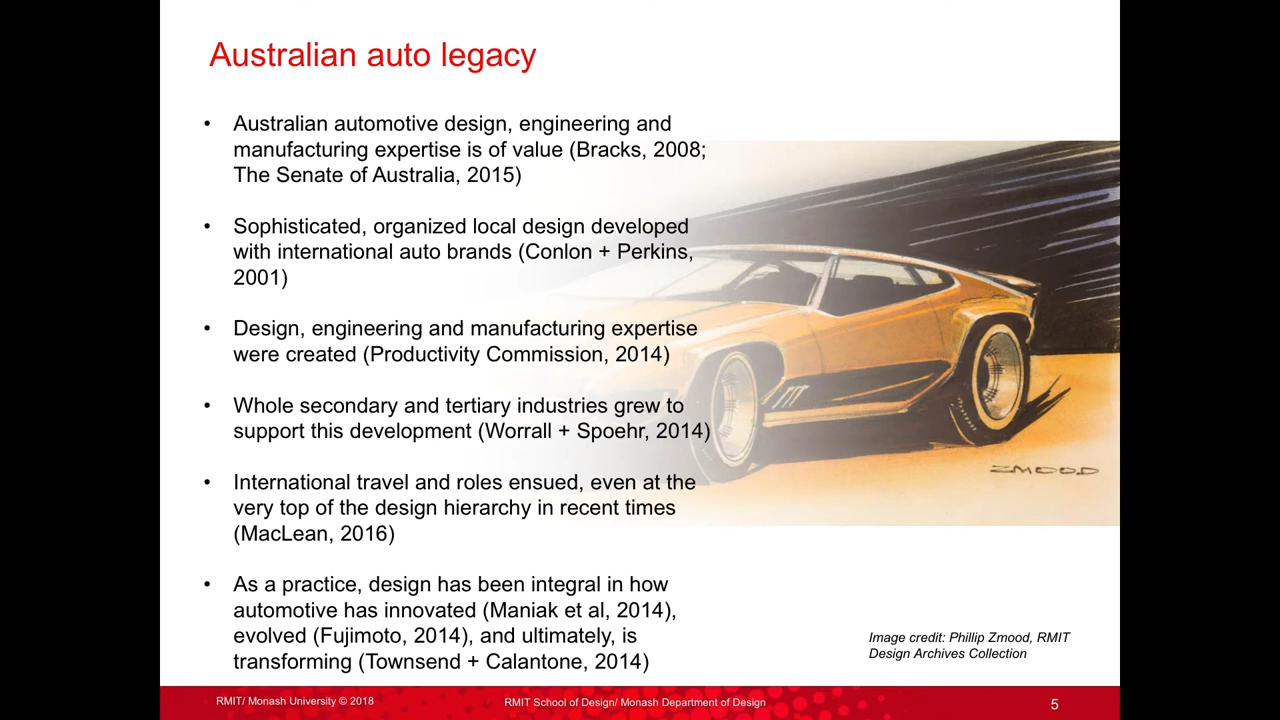 Australian auto legacy
• Australian automotive design, engineering and
manufacturing expertise is of value (Bracks, 2008;
The Senate of Australia, 2015)
• Sophisticated, organized local design developed
with international auto brands (Conlon + Perkins,
2001)
• Design, engineering and manufacturing expertise
were created (Productivity Commission, 2014)
• Whole secondary and tertiary industries grew to
support this development (Worrall + Spoehr, 2014)
• International travel and roles ensued, even at the
very top of the design hierarchy in recent times
(MacLean, 2016)
• As a practice, design has been integral in how
automotive has innovated (Maniak et al, 2014),
evolved (Fujimoto, 2014), and ultimately, is
transforming (Townsend + Calantone, 2014)
ZMOOD
Image credit: Phillip Zmood, RMIT
Design Archives Collection
RMIT/ Monash University © 2018
RMIT School of Design/ Monash Department of Design
5